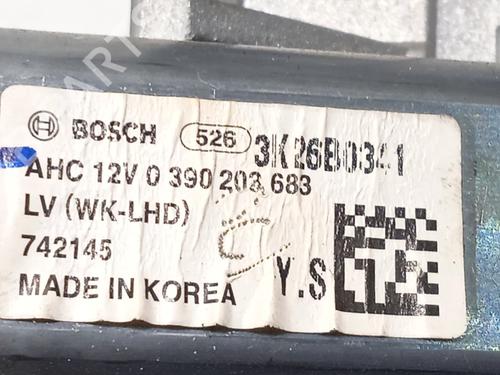 BOSCH 526 3K26B0341
AHC 12V 0 390 203 683
LV (WK-LHD)
742145
MADE IN KOREA Y.S